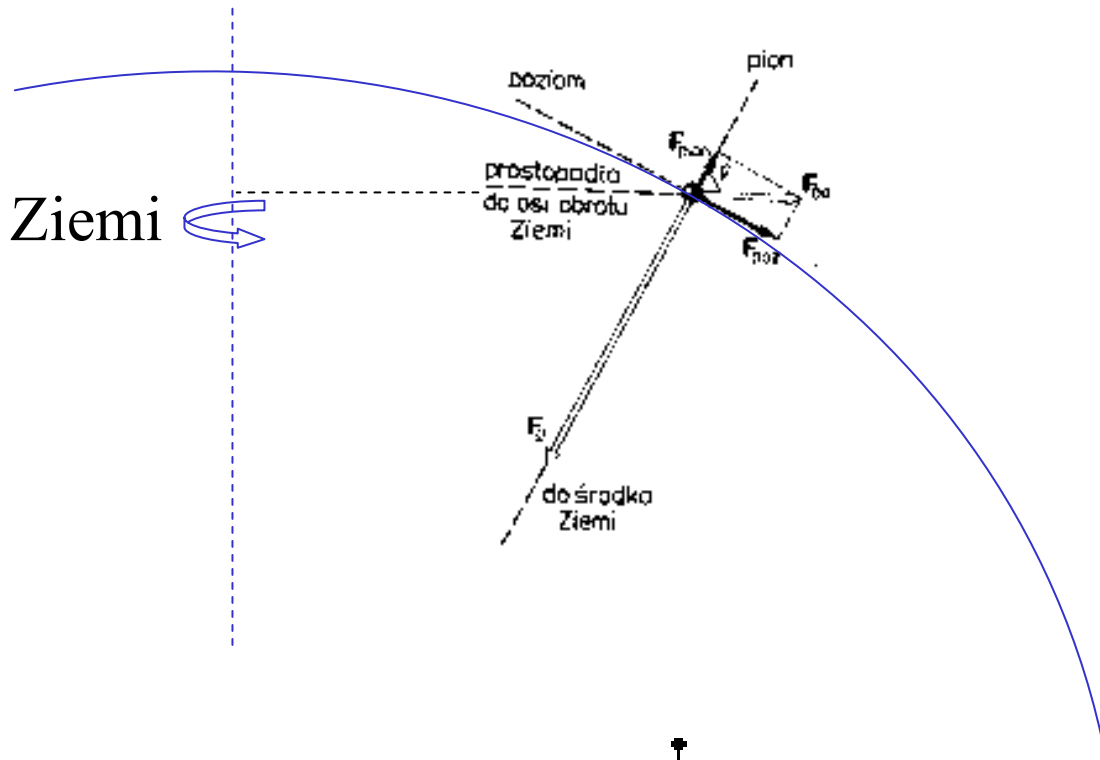 pion
poziom
prostopadła
do osi obrotu
Ziemi
Ziemi
F
do środka
Ziemi